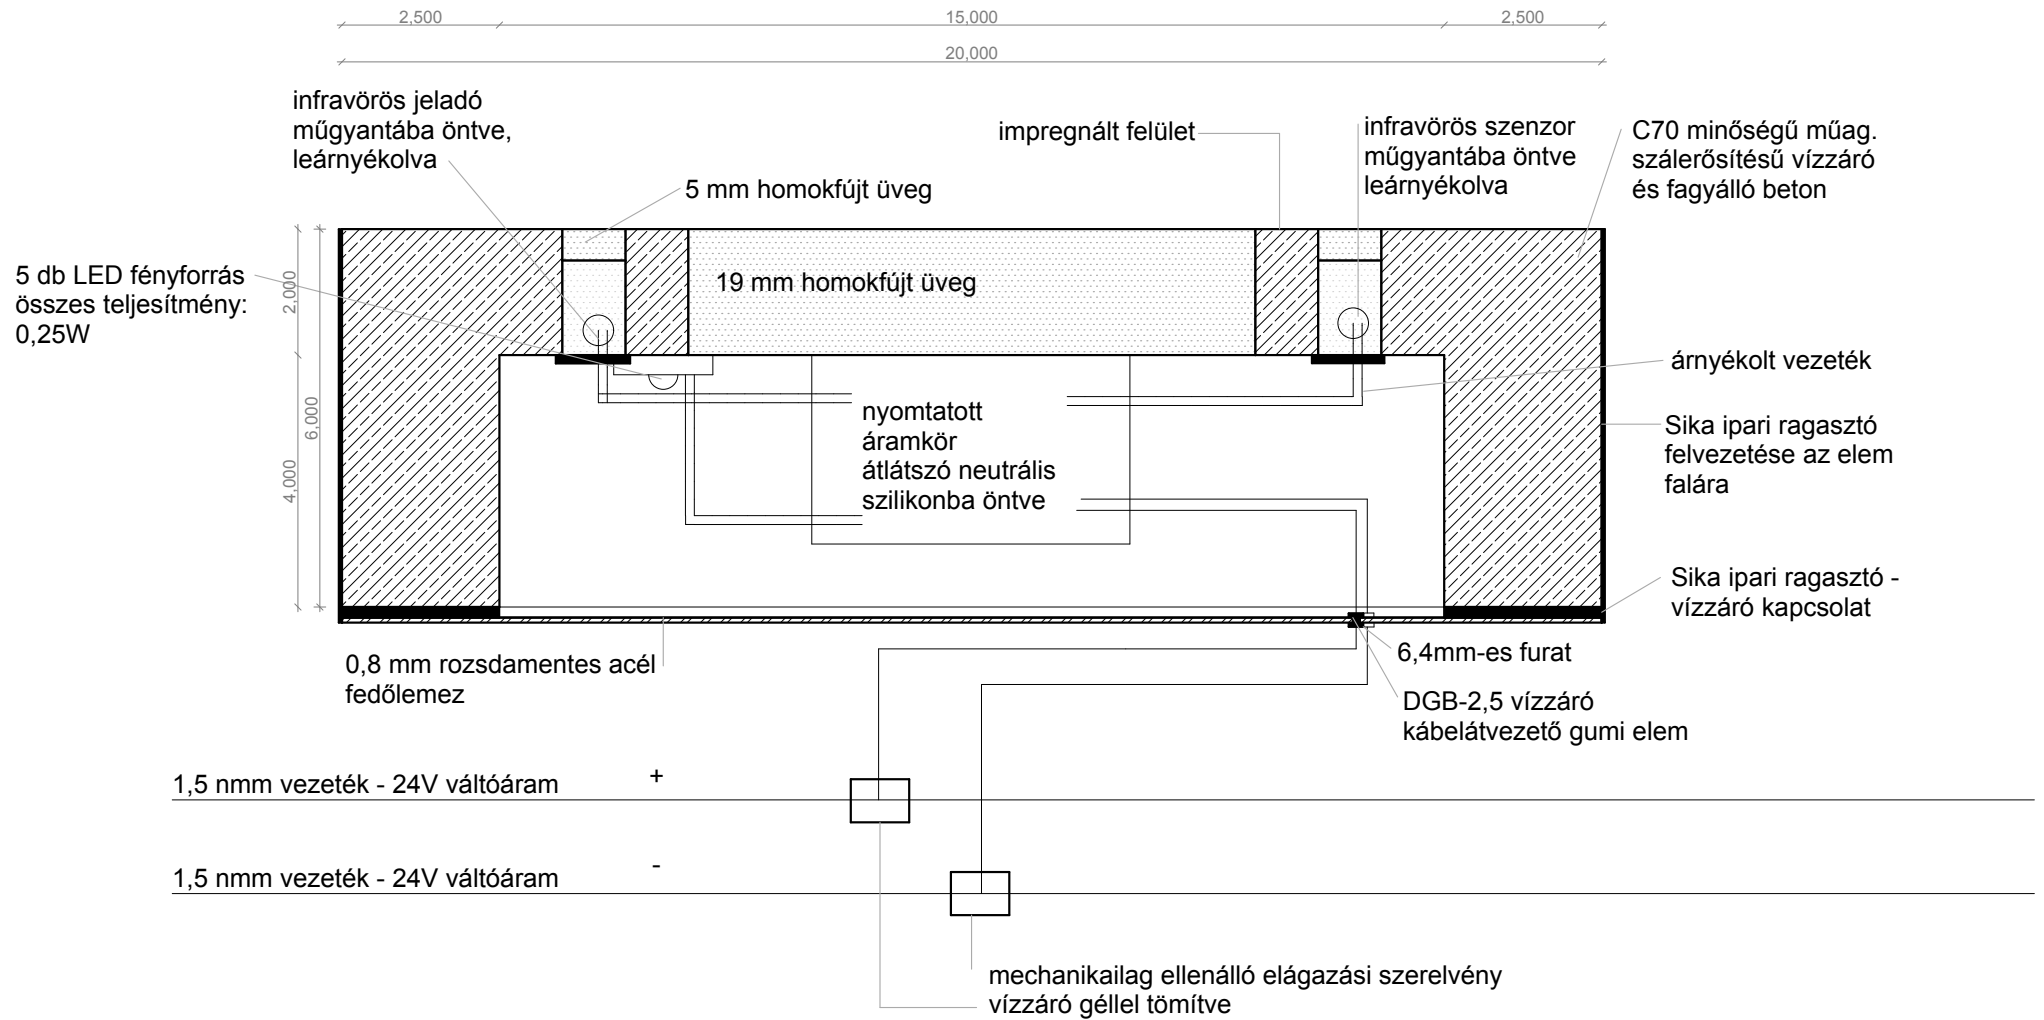 2,500
15,000
2,500
20,000
infravörös jeladó
műgyantába öntve,
leárnyékolva
impregnált felület
infravörös szenzor
műgyantába öntve
leárnyékolva
C70 minőségű műag.
szálerősítésű vízzáró
és fagyálló beton
5 mm homokfújt üveg
5 db LED fényforrás
összes teljesítmény:
0,25W
2,000
6,000
4,000
19 mm homokfújt üveg
árnyékolt vezeték
nyomtatott
áramkör
átlátszó neutrális
szilikonba öntve
Sika ipari ragasztó
felvezetése az elem
falára
Sika ipari ragasztó -
vízzáró kapcsolat
0,8 mm rozsdamentes acél
fedőlemez
6,4mm-es furat
DGB-2,5 vízzáró
kábelátvezető gumi elem
1,5 nmm vezeték - 24V váltóáram
+
1,5 nmm vezeték - 24V váltóáram
-
mechanikailag ellenálló elágazási szerelvény
vízzáró géllel tömítve